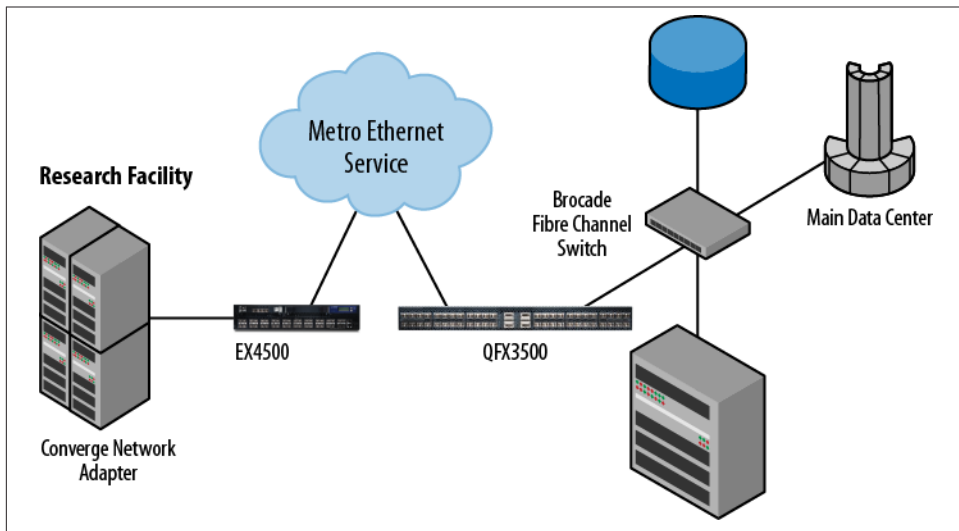 Research Facility
Metro Ethernet
Service
Brocade
Fibre Channel
Switch
Main Data Center
EX4500
QFX3500
Converge Network
Adapter